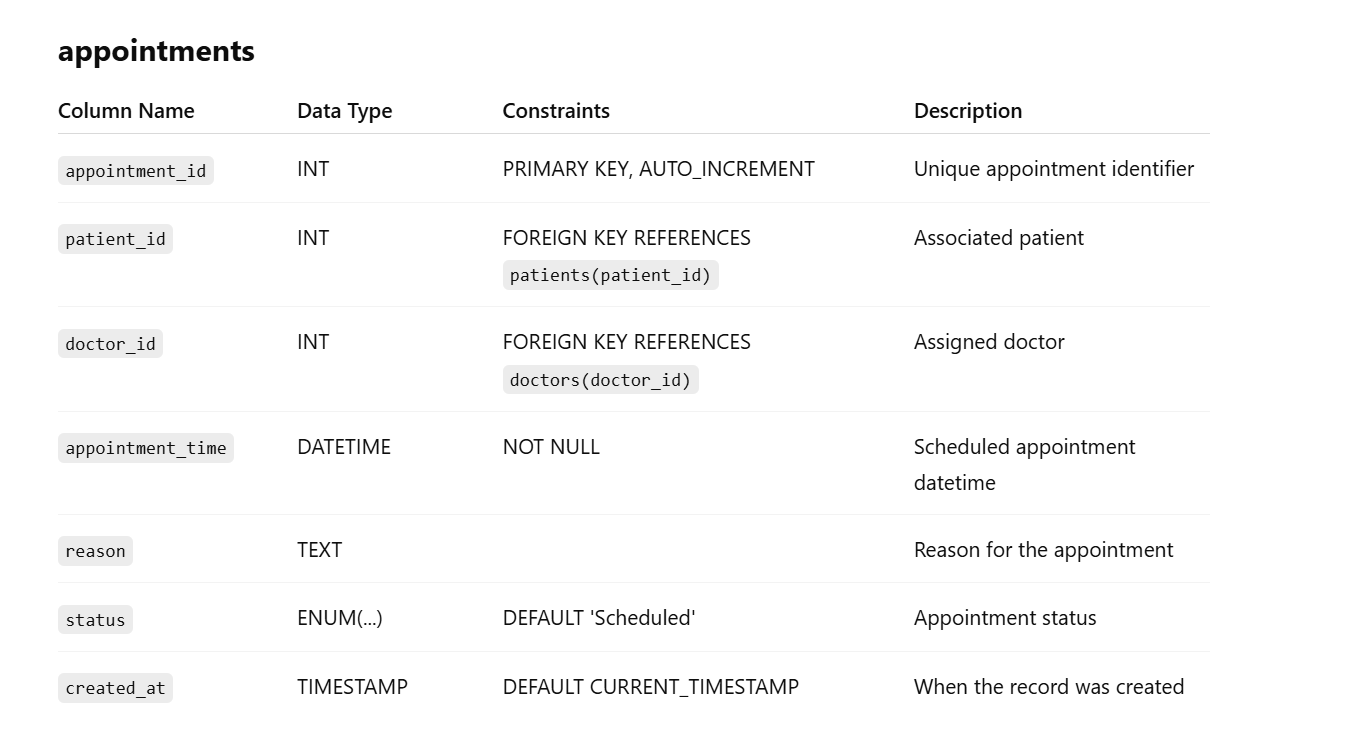 appointments
Column Name Data Type Constraints Description
appointment_id INT PRIMARY KEY, AUTO_INCREMENT Unique appointment identifier
patient_id INT FOREIGN KEY REFERENCES Associated patient
patients(patient_id)
doctor_id INT FOREIGN KEY REFERENCES Assigned doctor
doctors(doctor_id)
appointment_time DATETIME NOT NULL Scheduled appointment
datetime
reason TEXT Reason for the appointment
status ENUM(...) DEFAULT 'Scheduled' Appointment status
created_at TIMESTAMP DEFAULT CURRENT_TIMESTAMP When the record was created